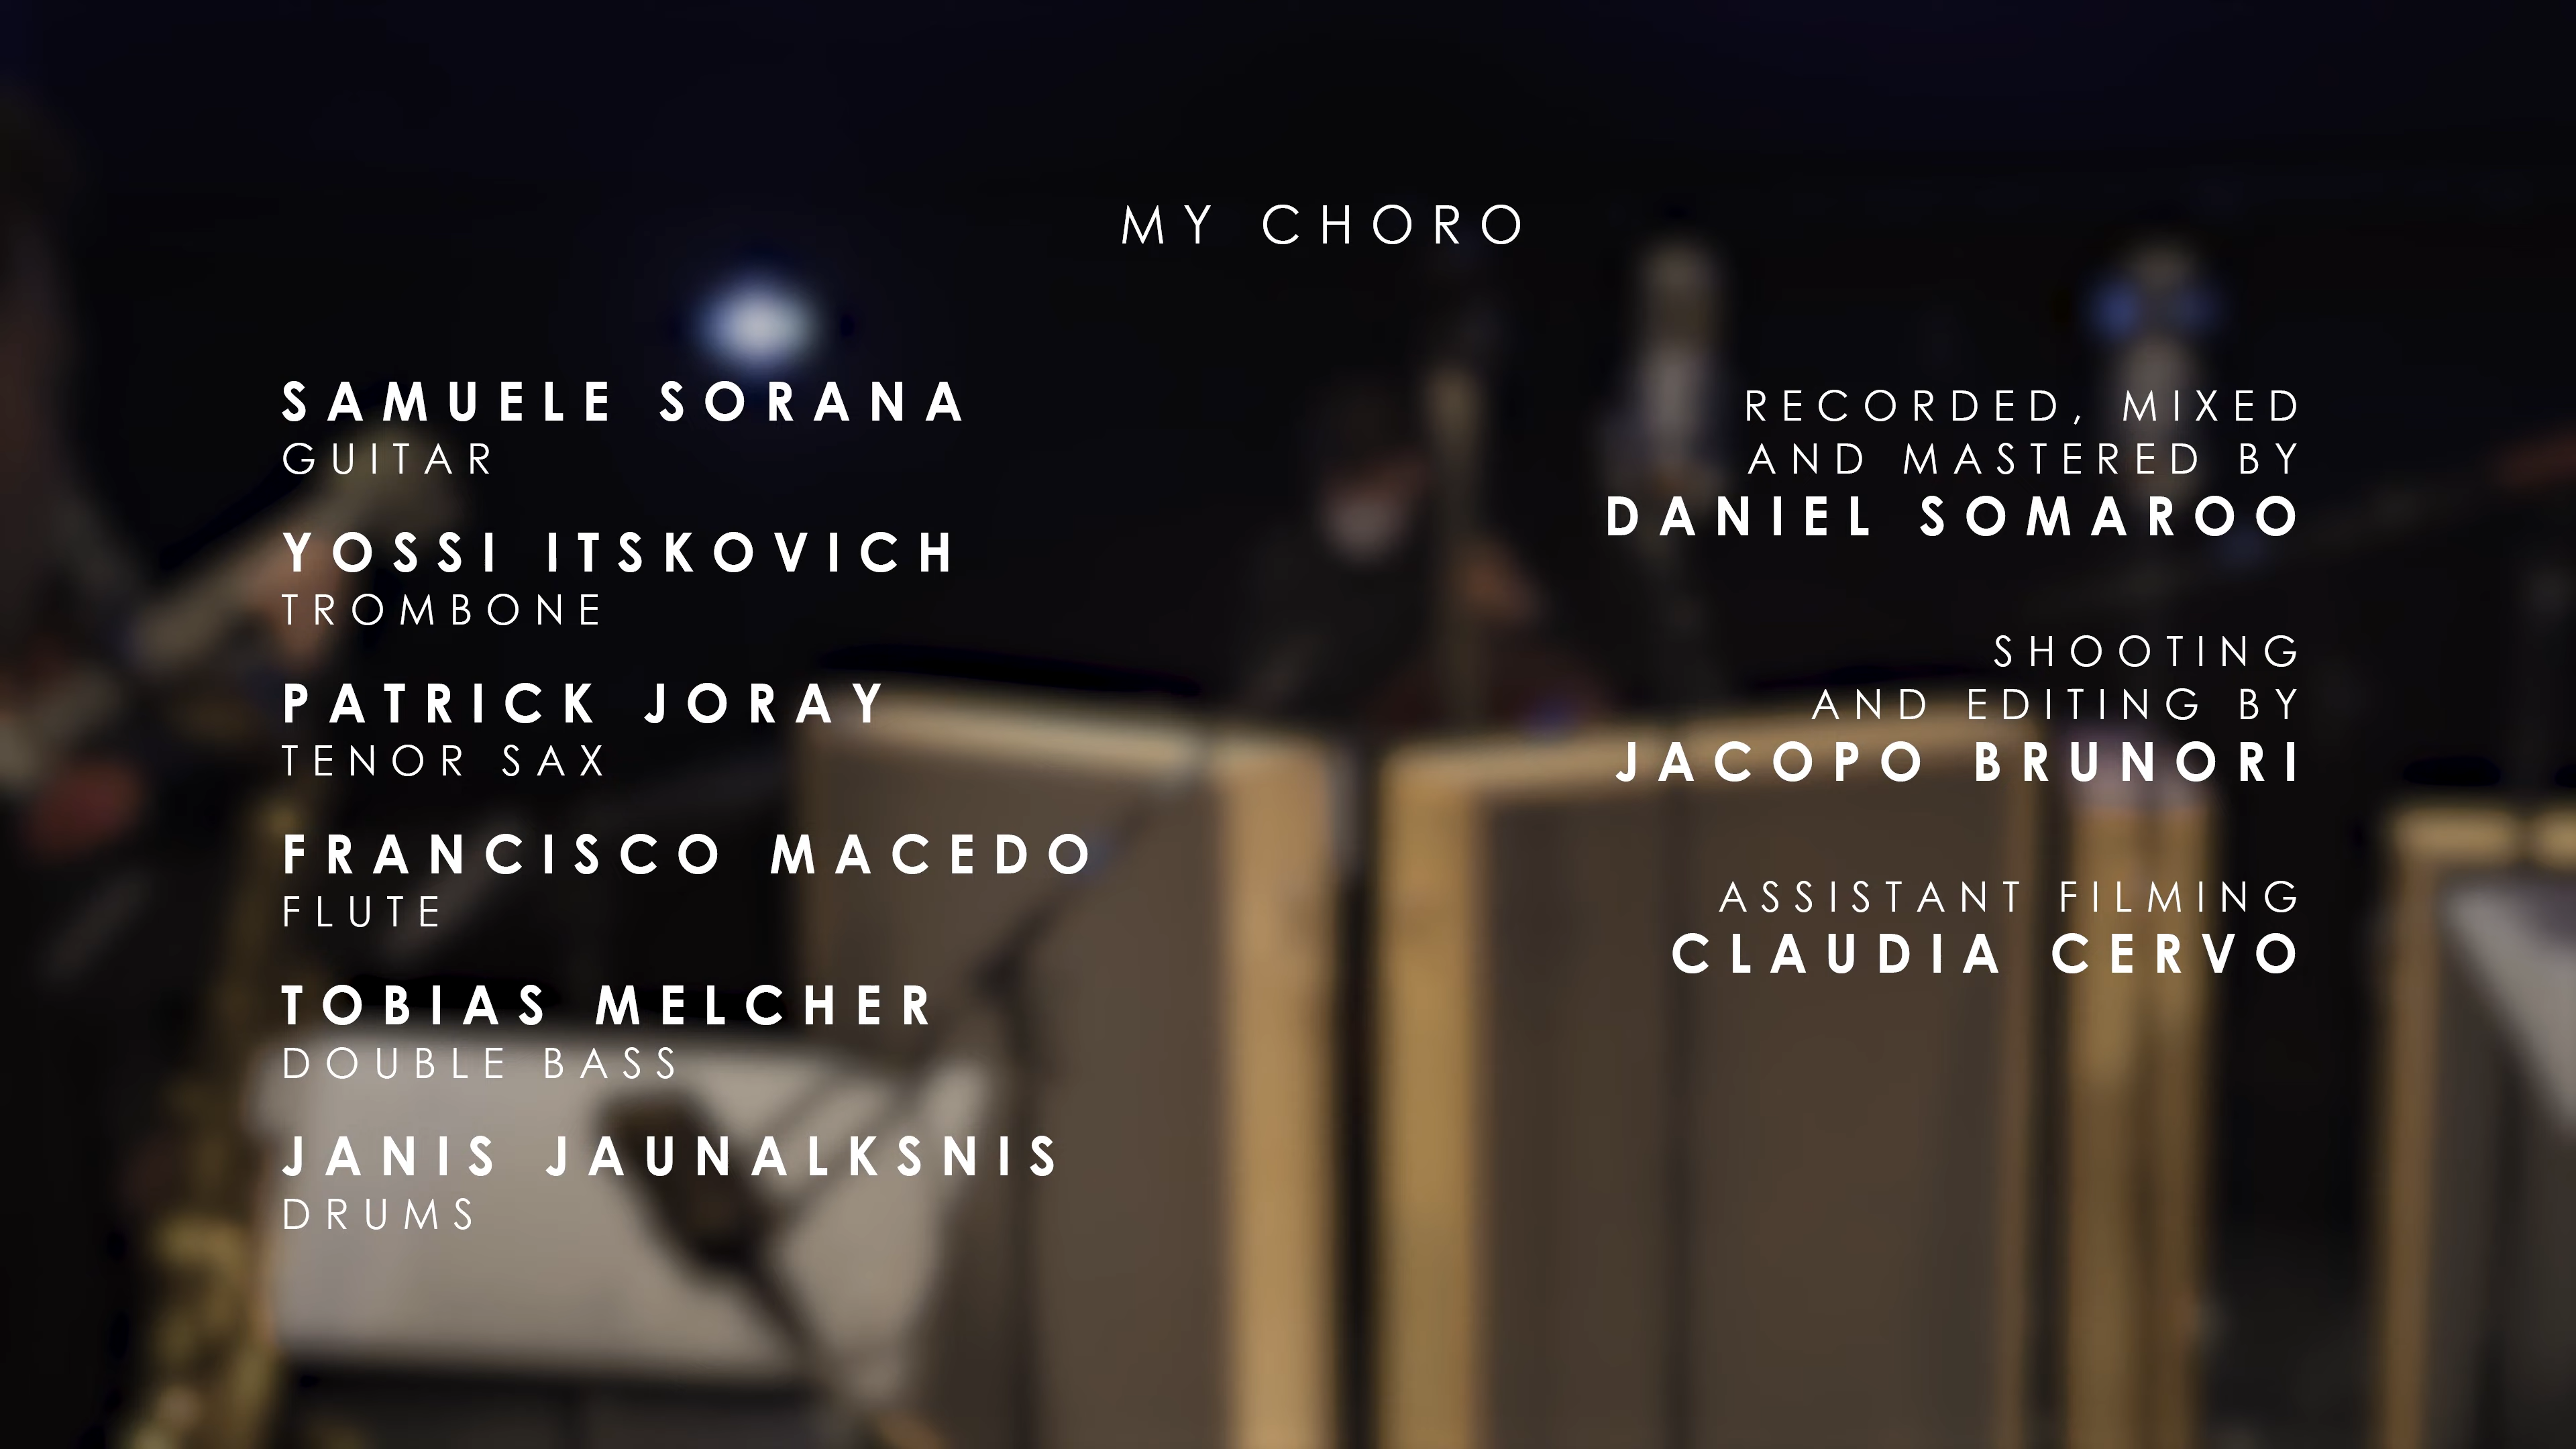 MY CHORO
SAMUELE SORANA
GUITAR
YOSSI ITSKOVICH
TROMBONE
PATRICK JORAY
TENOR SAX
FRANCISCO MACEDO
FLUTE
TOBIAS MELCHER
DOUBLE BASS
JANIS JAUNALKSNIS
DRUMS
RECORDED, MIXED
AND MASTERED BY
DANIEL SOMAROO
SHOOTING
AND EDITING BY
JACOPO BRUNORI
ASSISTANT FILMING
CLAUDIA CERVO